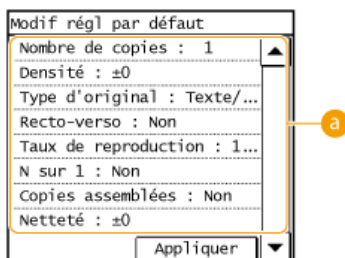 Modif régl par défaut
Nombre de copies : 1
Densité : ±0
Type d'original : Texte/...
Recto-verso : Non
Taux de reproduction : 1...
N sur 1 : Non
Copies assemblées : Non
Netteté : ±0
Appliquer
a